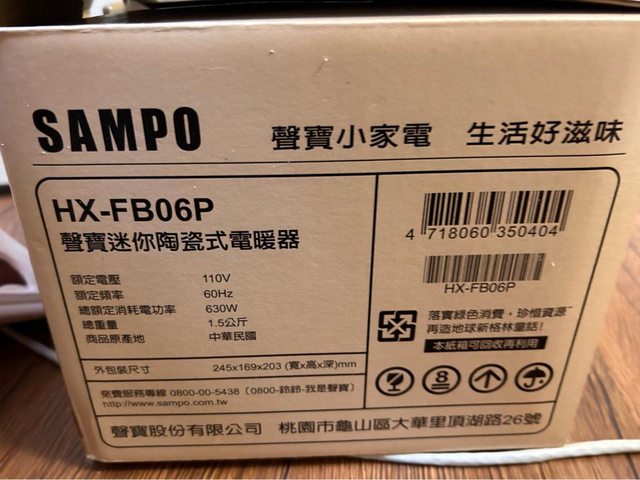 SAMPO 聲寶小家電 生活好滋味
HX-FB06P
聲寶迷你陶瓷式電暖器
額定電壓 110V
額定頻率 60Hz
總額定消耗電功率 630W
總重量 1.5公斤
商品原產地 中華民國
外包裝尺寸 245x169x203 (寬x高x深)mm
免費服務專線 0800-00-5438 〔0800-鈴鈴-我是聲寶〕
http://www.sampo.com.tw
4 718060 350404
HX-FB06P
落實綠色消費，珍惜資源
再造地球新格林童話！
本紙箱可回收再利用
8
聲寶股份有限公司 桃園市龜山區大華里頂湖路26號